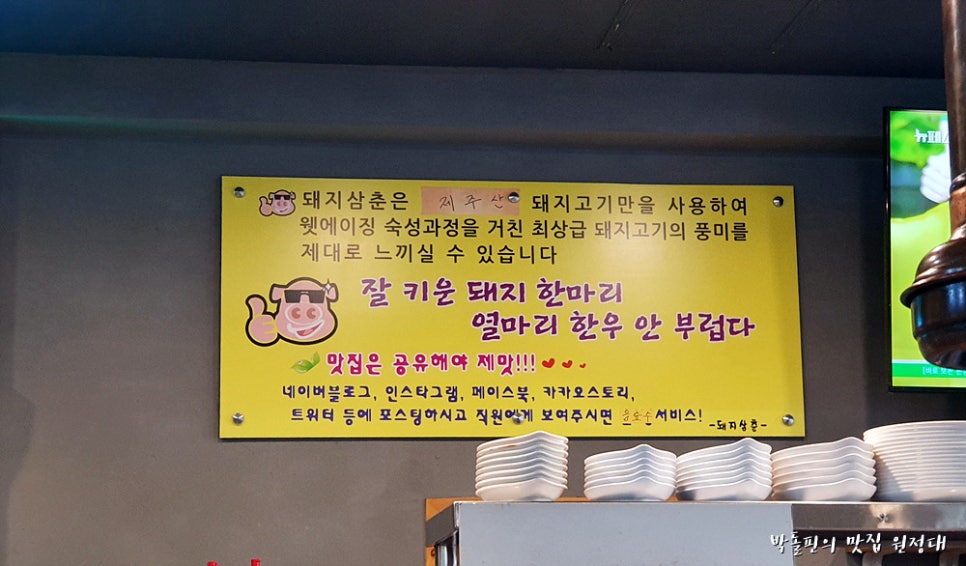 돼지삼춘은 제주산 돼지고기만을 사용하여
웻에이징 숙성과정을 거친 최상급 돼지고기의 풍미를
제대로 느끼실 수 있습니다
잘 키운 돼지 한마리
열마리 한우 안 부럽다
맛집은 공유해야 제맛!!!
네이버블로그, 인스타그램, 페이스북, 카카오스토리,
트위터 등에 포스팅하시고 직원에게 보여주시면 음료수서비스!
-돼지삼춘-
박돌핀의 맛집 원정대